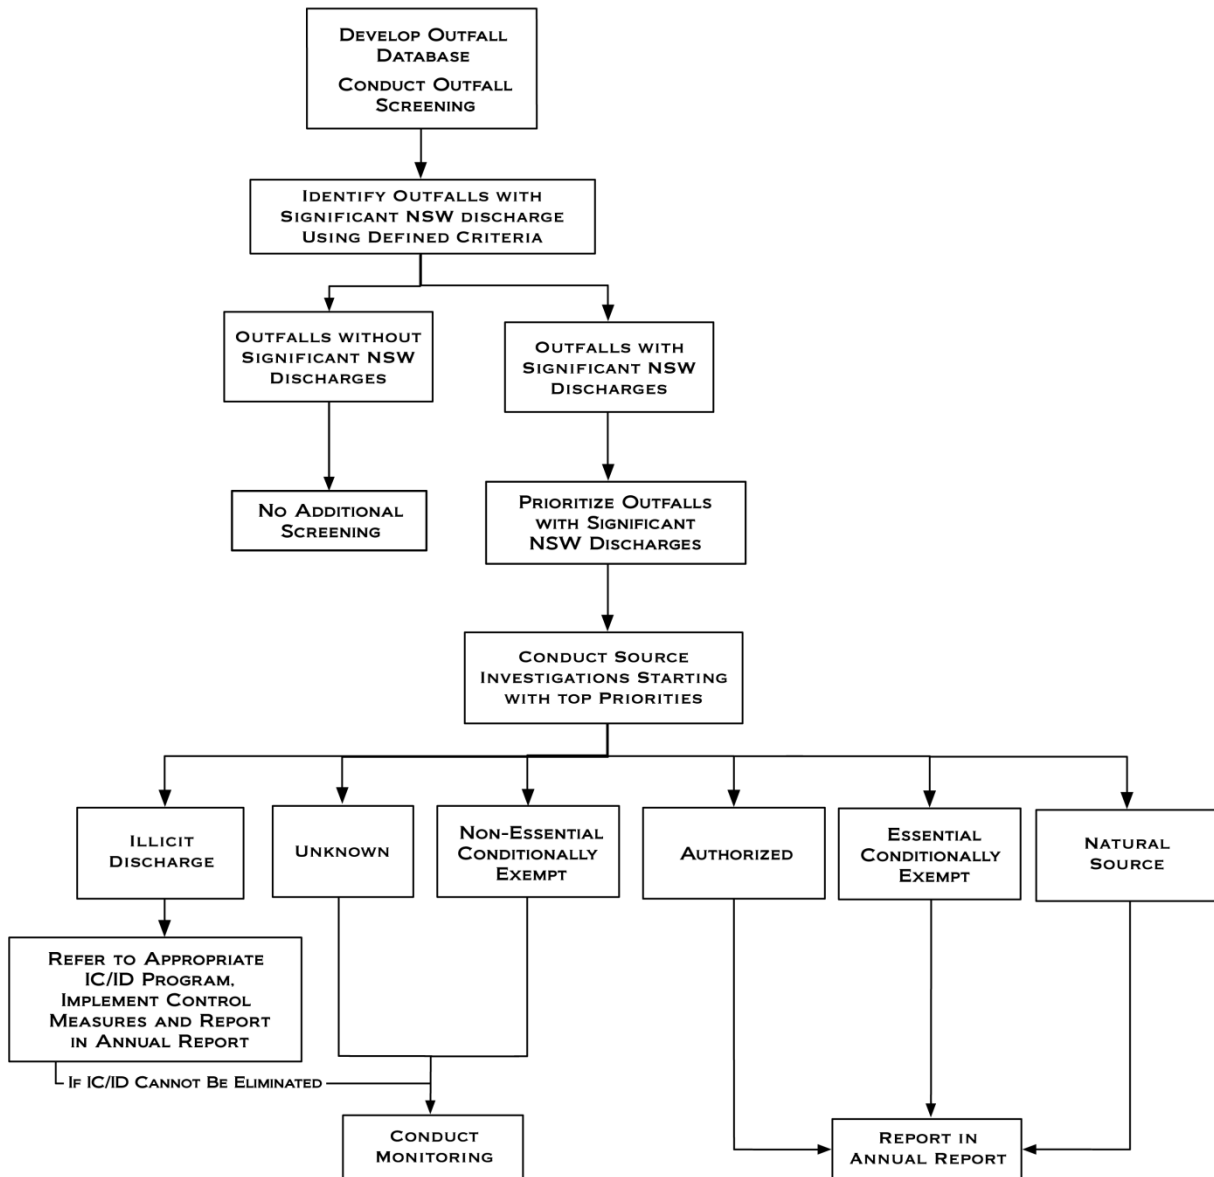 Develop Outfall
Database
Conduct Outfall
Screening
Identify Outfalls with
Significant NSW discharge
Using Defined Criteria
Outfalls without
Significant NSW
Discharges
Outfalls with
Significant NSW
Discharges
No Additional
Screening
Prioritize Outfalls
with Significant
NSW Discharges
Conduct Source
Investigations Starting
with top Priorities
Illicit
Discharge
Unknown
Non-Essential
Conditionally
Exempt
Authorized
Essential
Conditionally
Exempt
Natural
Source
Refer to Appropriate
IC/ID Program,
Implement Control
Measures and Report
in Annual Report
If IC/ID Cannot Be Eliminated
Conduct
Monitoring
Report in
Annual Report